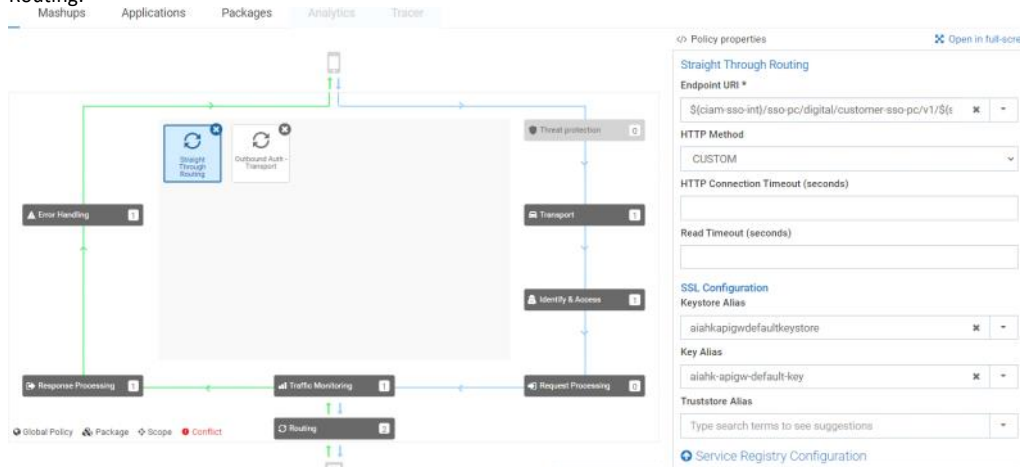 Routing:
Mashups Applications Packages Analytics Tracer
</> Policy properties Open in full-scre
Straight Through Routing
Endpoint URI *
${ciam-sso-int}/sso-pc/digital/customer-sso-pc/v1/${s
HTTP Method
CUSTOM
HTTP Connection Timeout (seconds)
Read Timeout (seconds)
SSL Configuration
Keystore Alias
aiahkapigwdefaultkeystore
Key Alias
aiahk-apigw-default-key
Truststore Alias
Type search terms to see suggestions
Service Registry Configuration
Straight
Through
Routing
Outbound Auth -
Transport
Threat protection 0
Error Handling 1
Transport 1
Identify & Access 1
Response Processing 1
Traffic Monitoring 1
Request Processing 0
Routing 2
Global Policy Package Scope Conflict